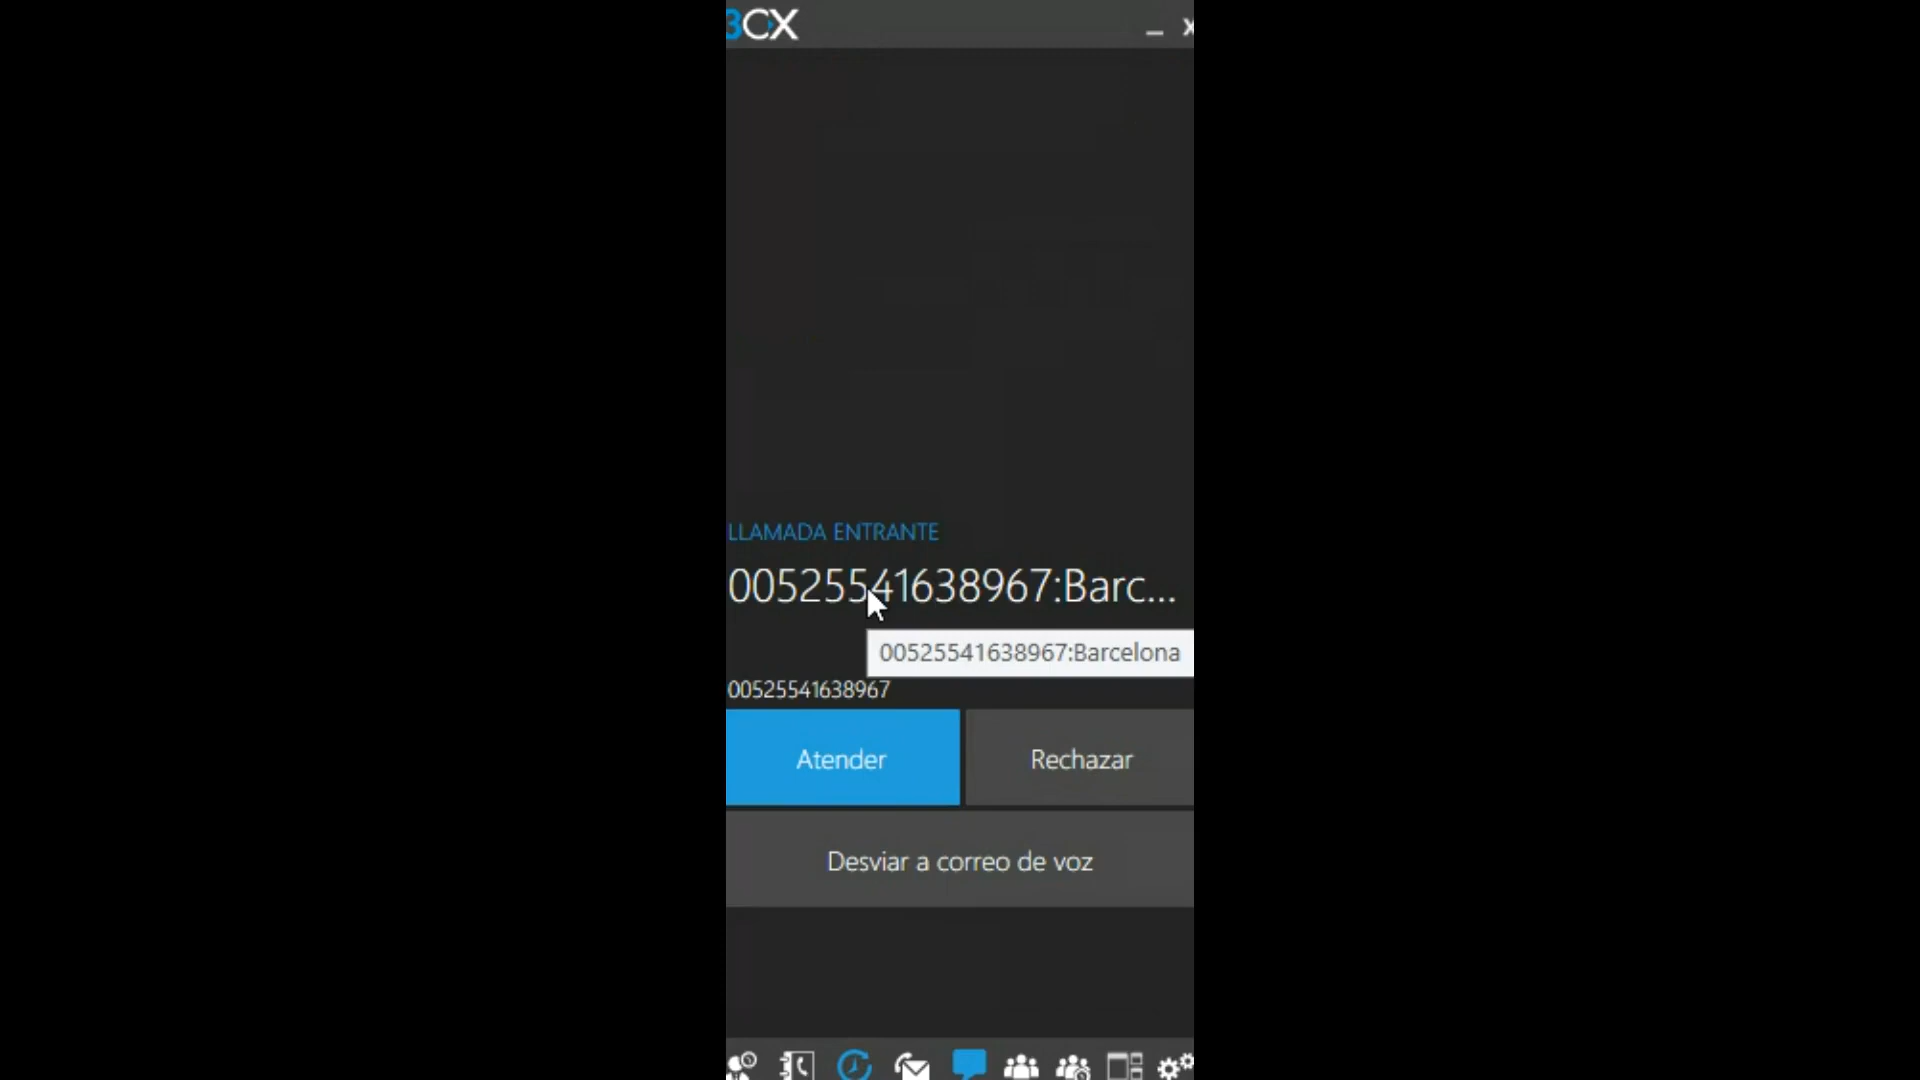 3CX
LLAMADA ENTRANTE
00525541638967:Barc...
00525541638967:Barcelona
00525541638967
Atender
Rechazar
Desviar a correo de voz